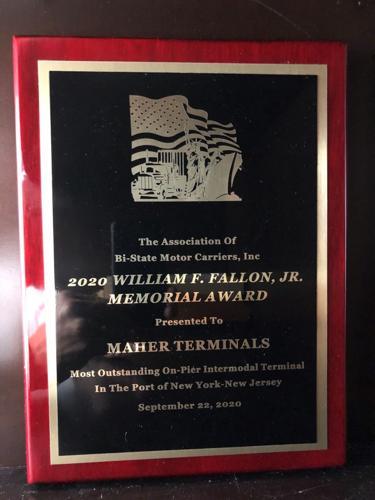 The Association Of
Bi-State Motor Carriers, Inc
2020 WILLIAM F. FALLON, JR.
MEMORIAL AWARD
Presented To
MAHER TERMINALS
Most Outstanding On-Pier Intermodal Terminal
In The Port of New York-New Jersey
September 22, 2020